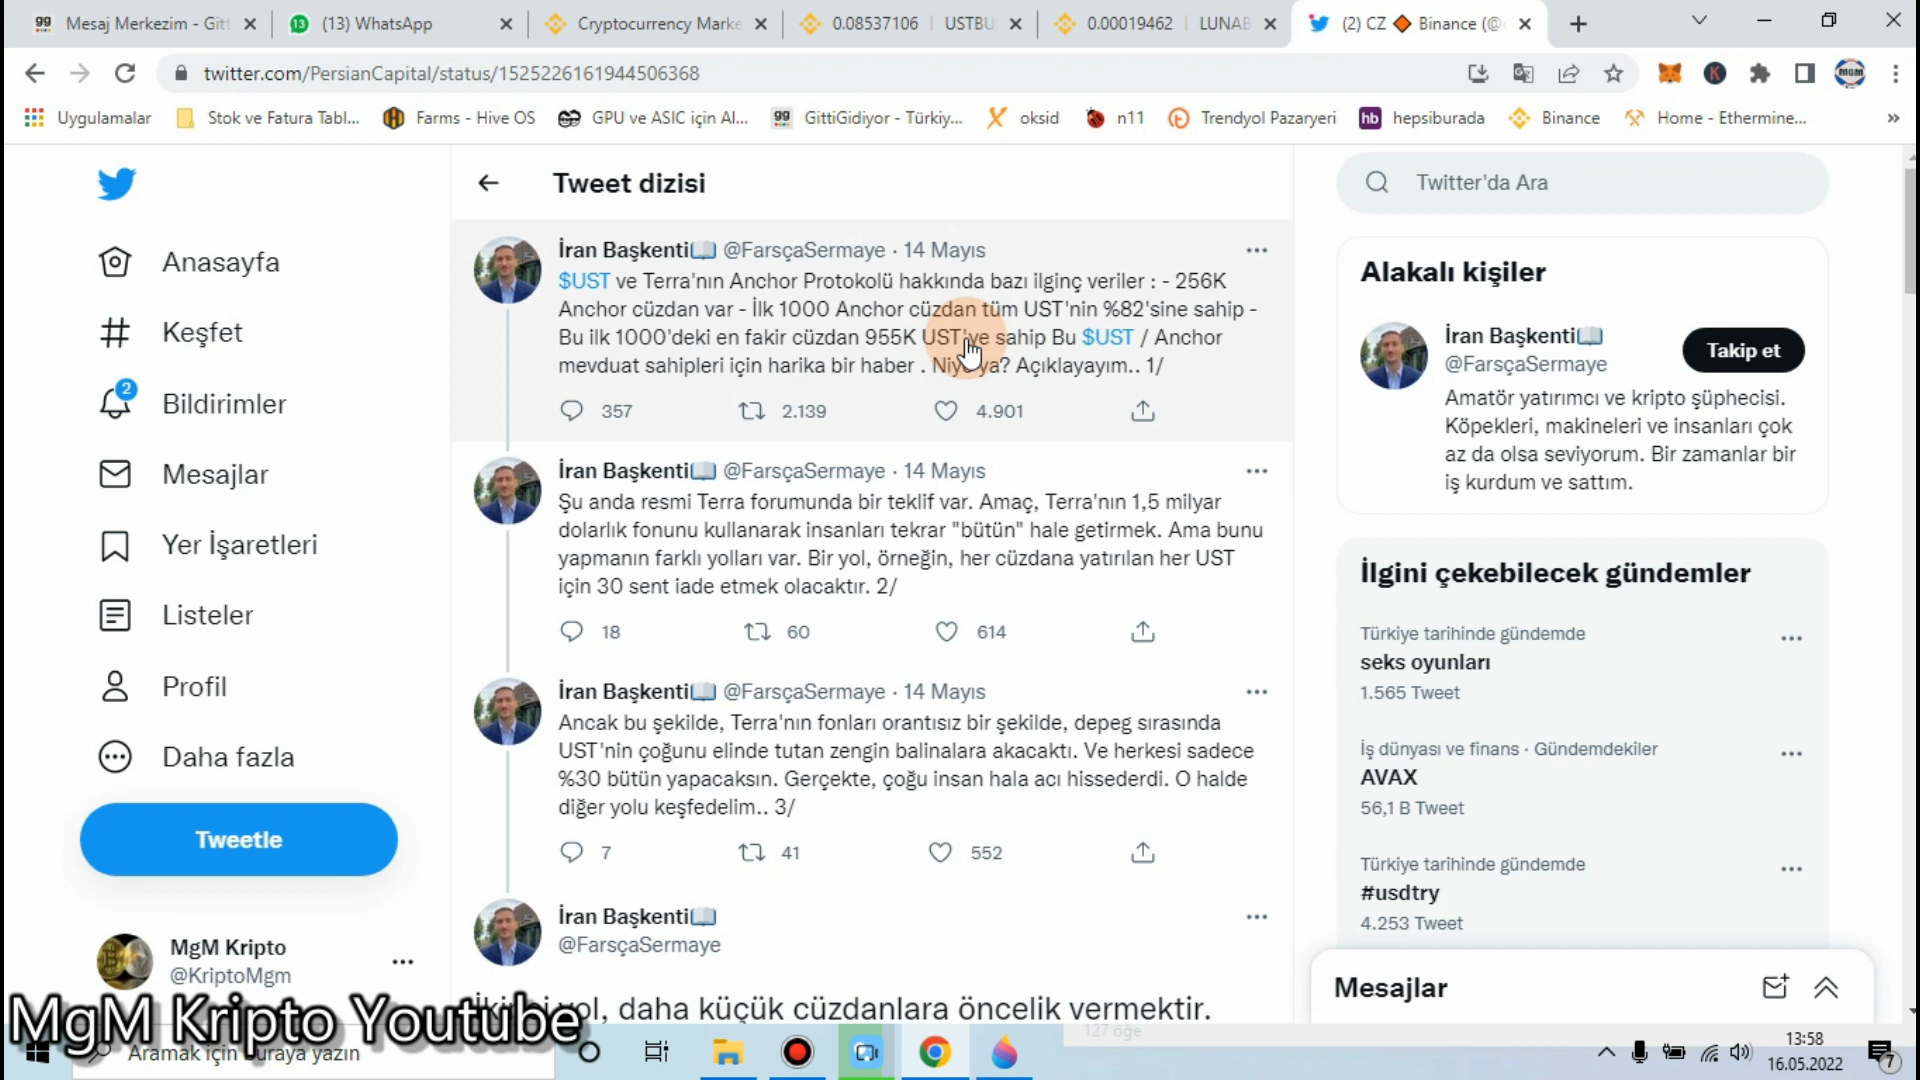 Mesaj Merkezim - Gitt
(13) WhatsApp
Cryptocurrency Marke
0.08537106 | USTBU
0.00019462 | LUNAB
(2) CZ 🔶 Binance (@
twitter.com/PersianCapital/status/1525226161944506368
Uygulamalar
Stok ve Fatura Tabl...
Farms - Hive OS
GPU ve ASIC için Al...
GittiGidiyor - Türkiy...
oksid
n11
Trendyol Pazaryeri
hepsiburada
Binance
Home - Ethermine...
Anasayfa
Keşfet
2
Bildirimler
Mesajlar
Yer İşaretleri
Listeler
Profil
Daha fazla
Tweetle
MgM Kripto
@KriptoMgm
Tweet dizisi
İran Başkenti📖 @FarsçaSermaye · 14 Mayıs
$UST ve Terra'nın Anchor Protokolü hakkında bazı ilginç veriler : - 256K
Anchor cüzdan var - İlk 1000 Anchor cüzdan tüm UST'nin %82'sine sahip -
Bu ilk 1000'deki en fakir cüzdan 955K UST'ye sahip Bu $UST / Anchor
mevduat sahipleri için harika bir haber . Niye ya? Açıklayayım.. 1/
357 2.139 4.901
İran Başkenti📖 @FarsçaSermaye · 14 Mayıs
Şu anda resmi Terra forumunda bir teklif var. Amaç, Terra'nın 1,5 milyar
dolarlık fonunu kullanarak insanları tekrar "bütün" hale getirmek. Ama bunu
yapmanın farklı yolları var. Bir yol, örneğin, her cüzdana yatırılan her UST
için 30 sent iade etmek olacaktır. 2/
18 60 614
İran Başkenti📖 @FarsçaSermaye · 14 Mayıs
Ancak bu şekilde, Terra'nın fonları orantısız bir şekilde, depeg sırasında
UST'nin çoğunu elinde tutan zengin balinalara akacaktı. Ve herkesi sadece
%30 bütün yapacaksın. Gerçekte, çoğu insan hala acı hissederdi. O halde
diğer yolu keşfedelim.. 3/
7 41 552
İran Başkenti📖
@FarsçaSermaye
yol, daha küçük cüzdanlara öncelik vermektir.
Twitter'da Ara
Alakalı kişiler
İran Başkenti📖
@FarsçaSermaye
Takip et
Amatör yatırımcı ve kripto şüphecisi.
Köpekleri, makineleri ve insanları çok
az da olsa seviyorum. Bir zamanlar bir
iş kurdum ve sattım.
İlgini çekebilecek gündemler
Türkiye tarihinde gündemde
seks oyunları
1.565 Tweet
İş dünyası ve finans · Gündemdekiler
AVAX
56,1 B Tweet
Türkiye tarihinde gündemde
#usdtry
4.253 Tweet
Mesajlar
MgM Kripto Youtube
Aramak için buraya yazın
127 öğe
13:58
16.05.2022
7